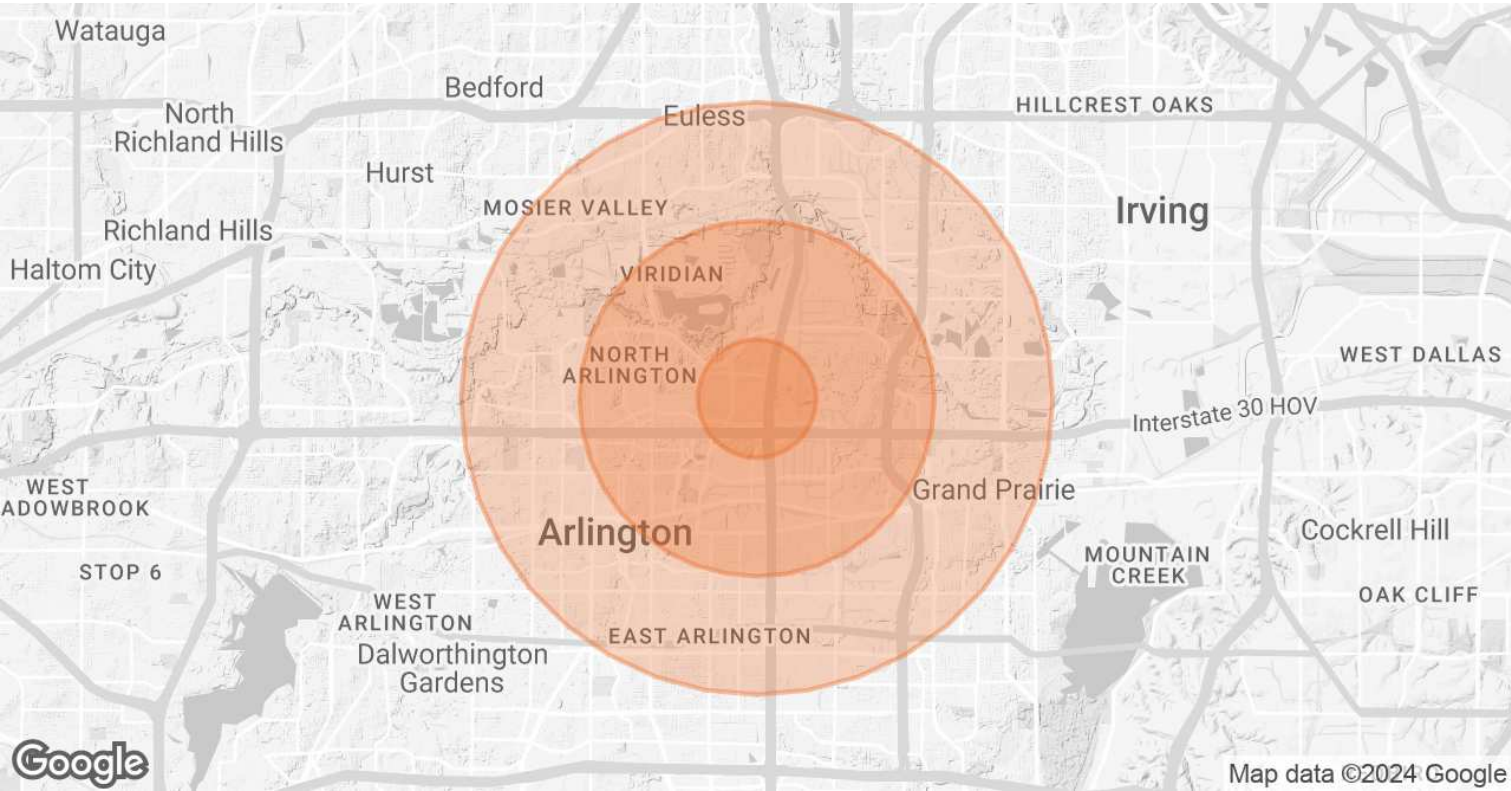 Watauga
Bedford
North
Richland Hills
Euless
HILLCREST OAKS
Hurst
MOSIER VALLEY
Irving
Richland Hills
Haltom City
VIRIDIAN
NORTH
ARLINGTON
WEST DALLAS
Interstate 30 HOV
WEST
ADOWBROOK
Grand Prairie
Arlington
Cockrell Hill
STOP 6
MOUNTAIN
CREEK
WEST
ARLINGTON
OAK CLIFF
EAST ARLINGTON
Dalworthington
Gardens
Google
Map data ©2024 Google